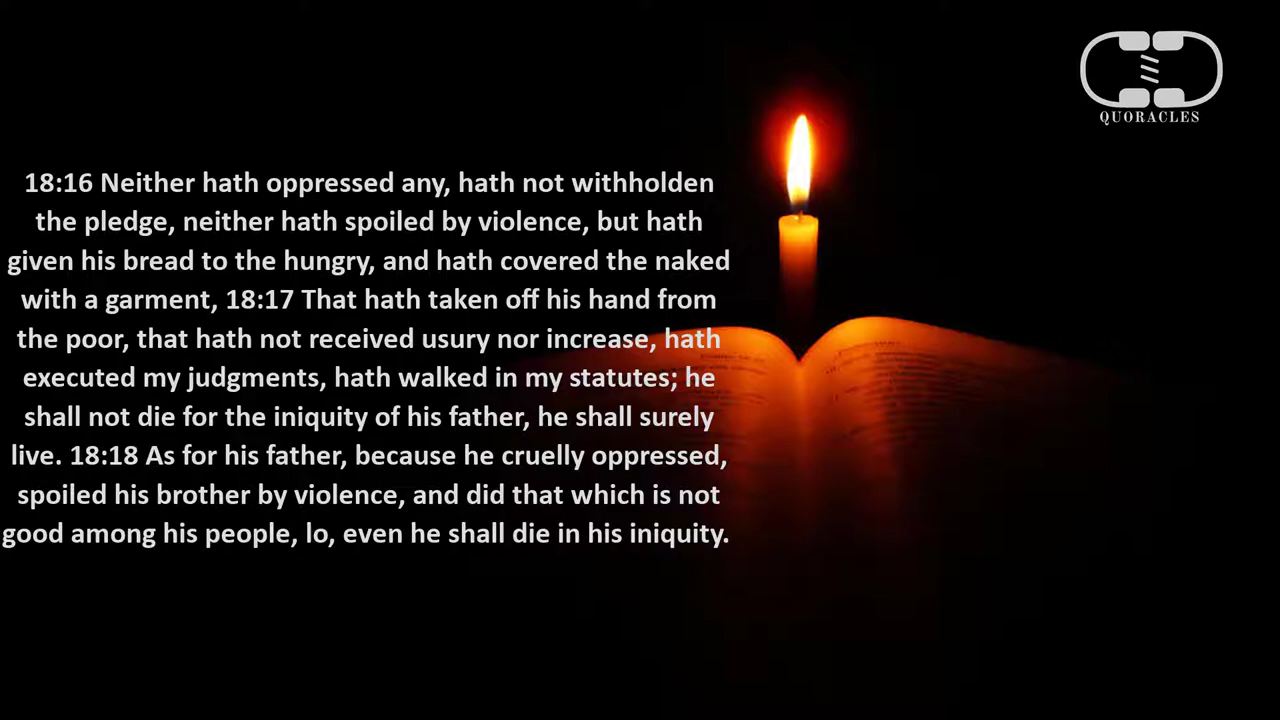 QUORACLES
18:16 Neither hath oppressed any, hath not withholden
the pledge, neither hath spoiled by violence, but hath
given his bread to the hungry, and hath covered the naked
with a garment, 18:17 That hath taken off his hand from
the poor, that hath not received usury nor increase, hath
executed my judgments, hath walked in my statutes; he
shall not die for the iniquity of his father, he shall surely
live. 18:18 As for his father, because he cruelly oppressed,
spoiled his brother by violence, and did that which is not
good among his people, lo, even he shall die in his iniquity.